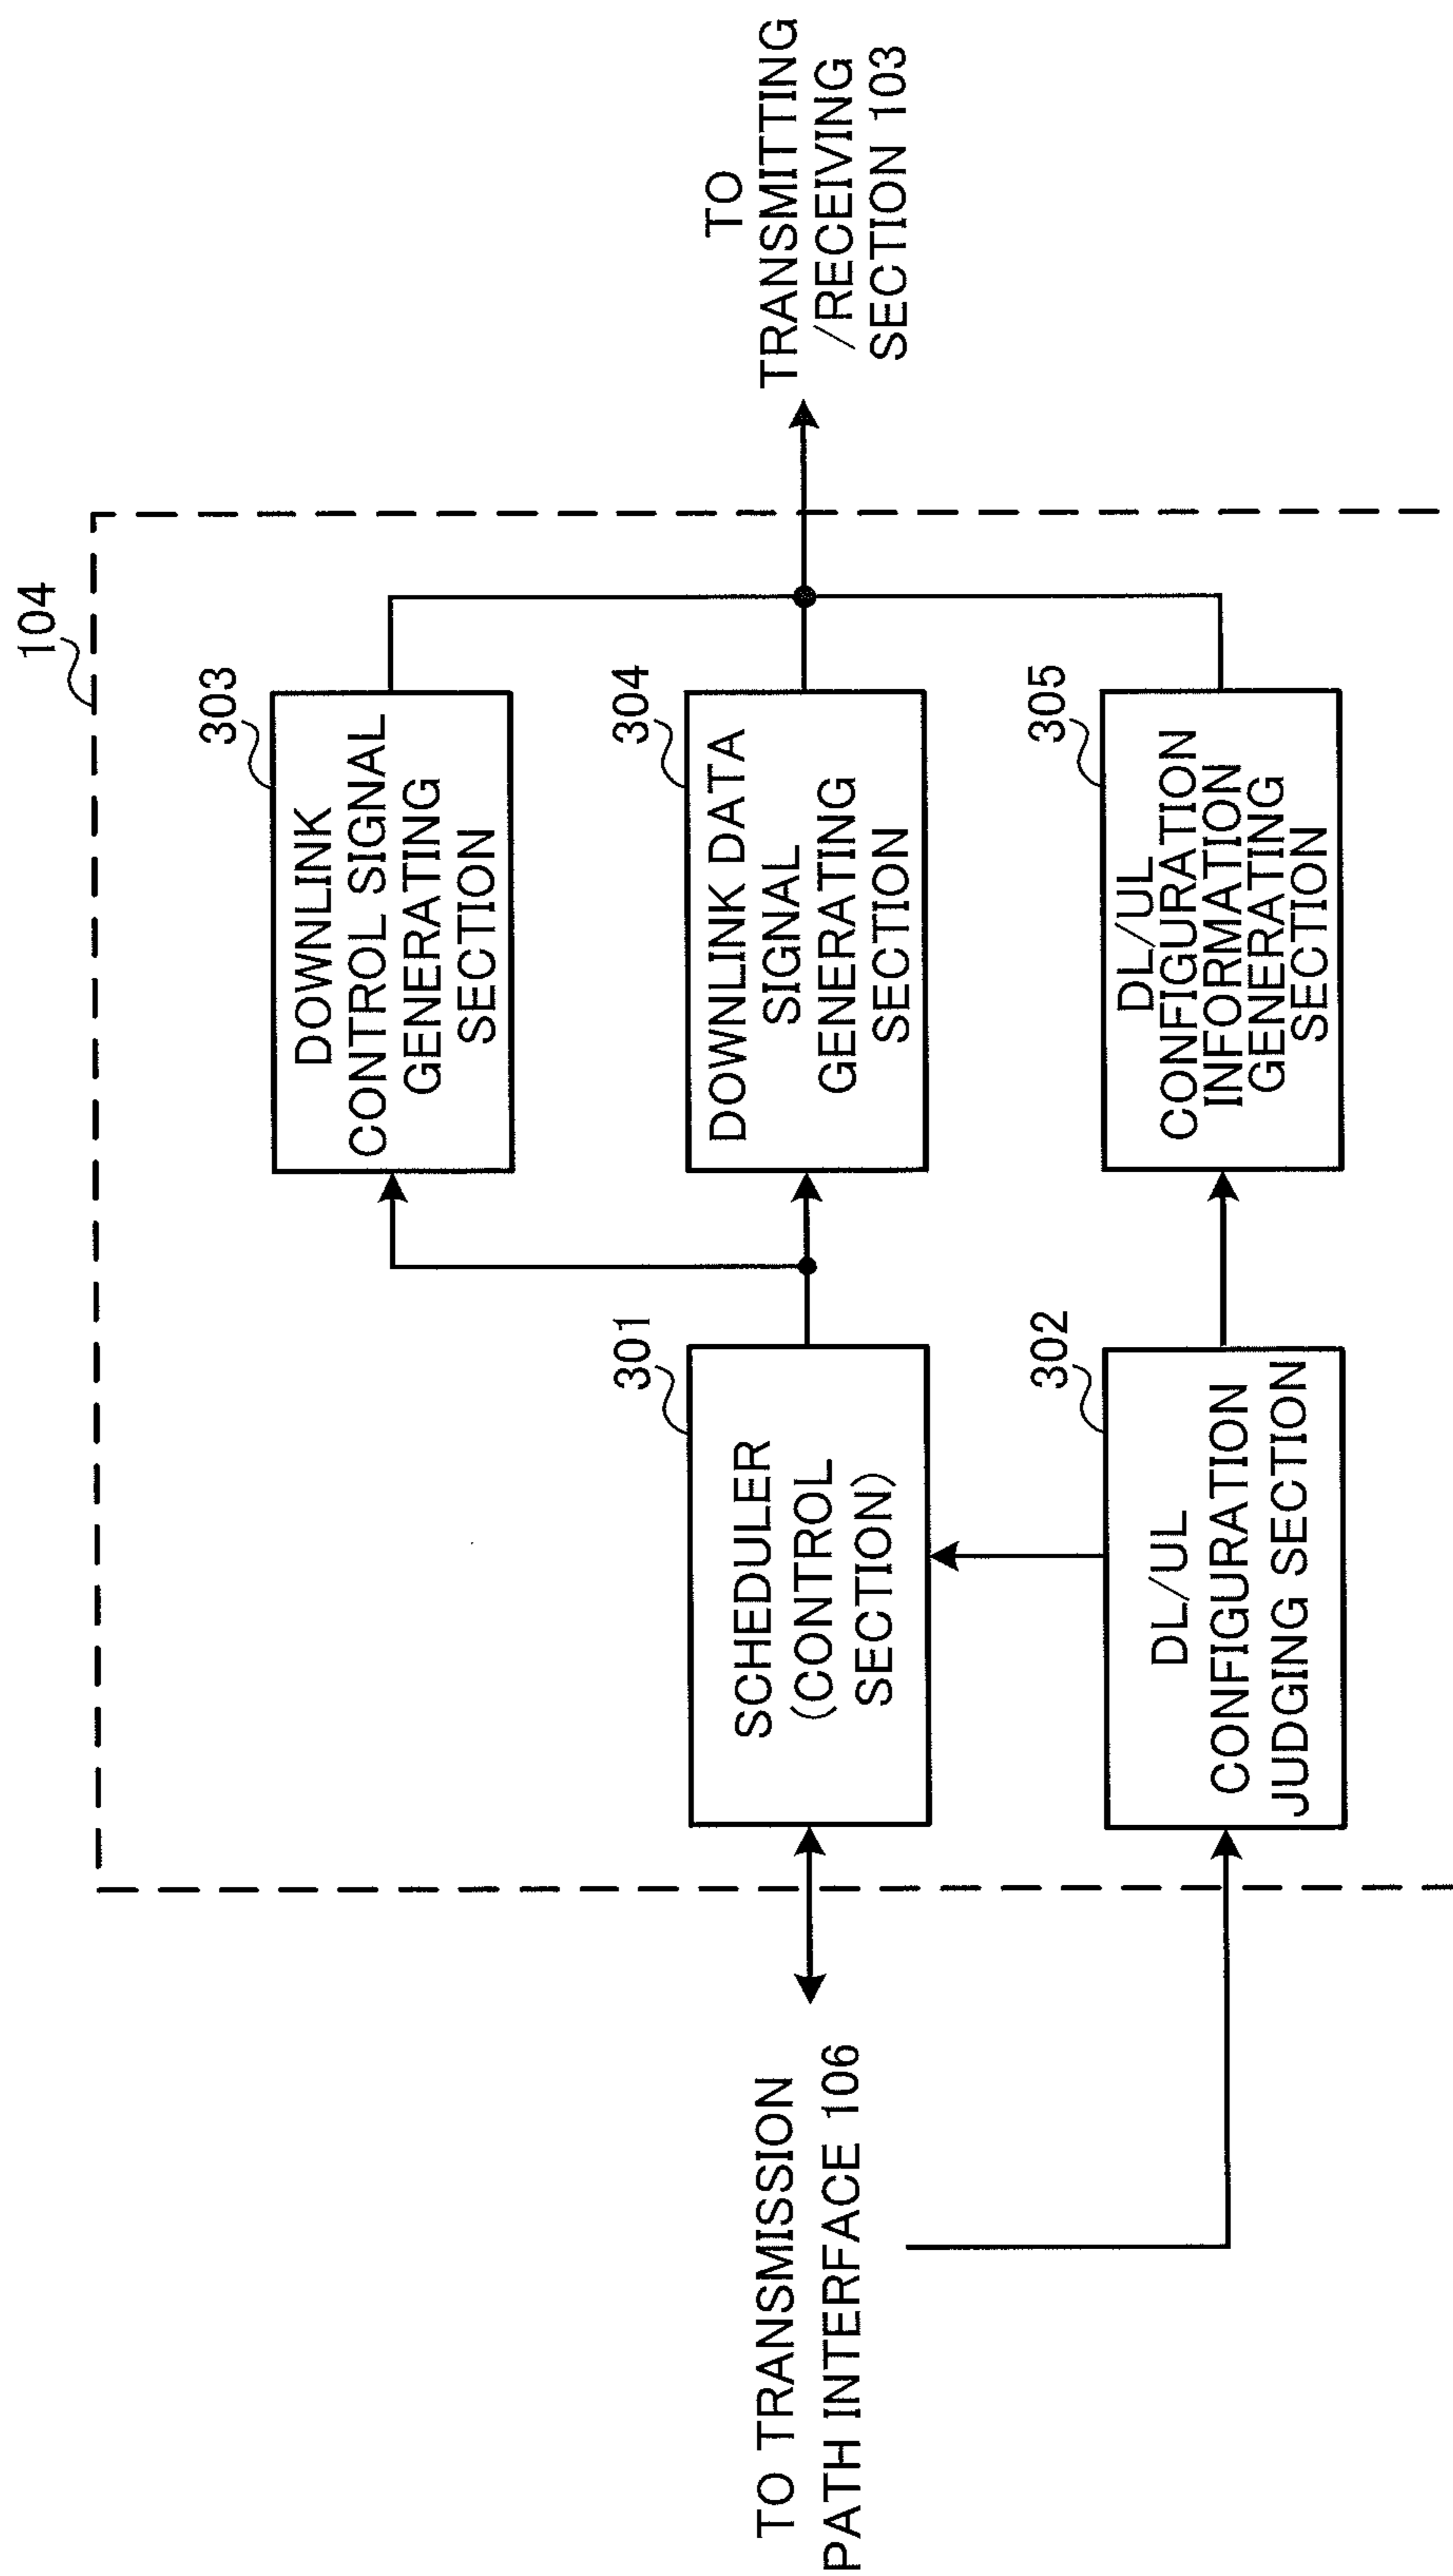 104
303
DOWNLINK
CONTROL SIGNAL
GENERATING
SECTION
301
SCHEDULER
(CONTROL
SECTION)
304
DOWNLINK DATA
SIGNAL
GENERATING
SECTION
302
DL/UL
CONFIGURATION
JUDGING SECTION
305
DL/UL
CONFIGURATION
INFORMATION
GENERATING
SECTION
TO TRANSMISSION
PATH INTERFACE 106
TO
TRANSMITTING
/RECEIVING
SECTION 103